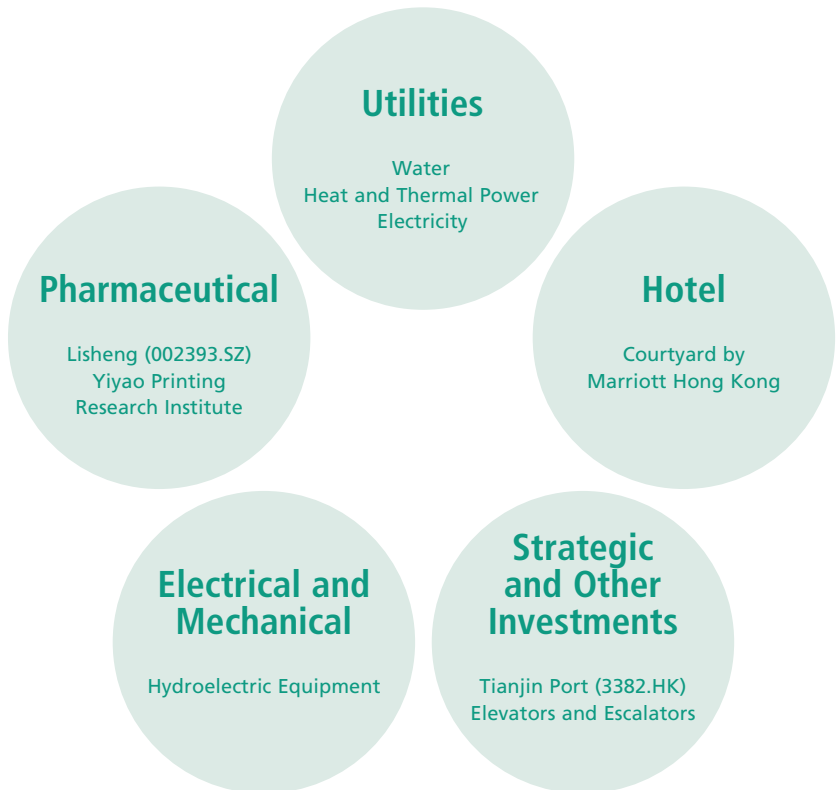 Utilities
Water
Heat and Thermal Power
Electricity
Pharmaceutical
Lisheng (002393.SZ)
Yiyao Printing
Research Institute
Hotel
Courtyard by
Marriott Hong Kong
Electrical and
Mechanical
Hydroelectric Equipment
Strategic
and Other
Investments
Tianjin Port (3382.HK)
Elevators and Escalators